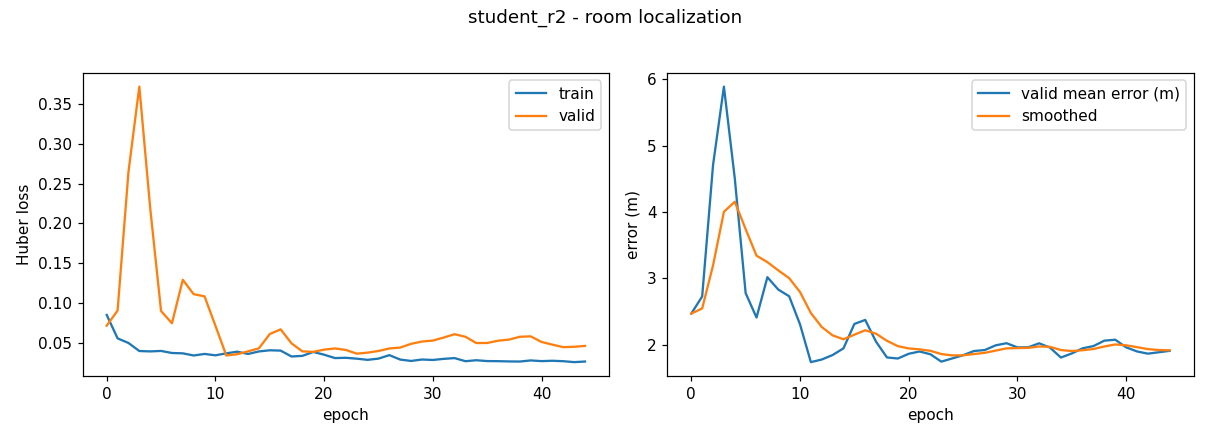 student_r2 - room localization
Huber loss
0.35
0.30
0.25
0.20
0.15
0.10
0.05
0
10
20
30
40
epoch
train
valid
error (m)
6
5
4
3
2
0
10
20
30
40
epoch
valid mean error (m)
smoothed